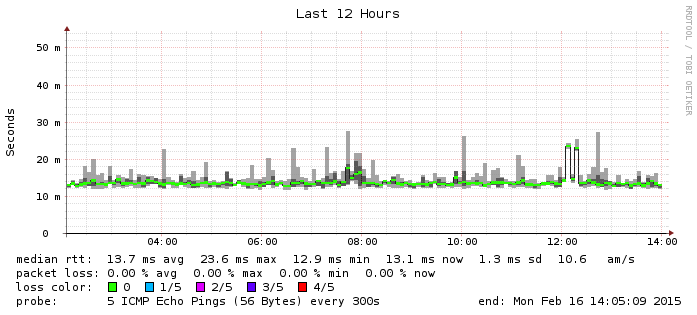 Last 12 Hours
RRDTOOL / TOBI OETIKER
Seconds
50 m
40 m
30 m
20 m
10 m
0
04:00 06:00 08:00 10:00 12:00 14:00
median rtt: 13.7 ms avg 23.6 ms max 12.9 ms min 13.1 ms now 1.3 ms sd 10.6 am/s
packet loss: 0.00 % avg 0.00 % max 0.00 % min 0.00 % now
loss color: 0 1/5 2/5 3/5 4/5
probe: 5 ICMP Echo Pings (56 Bytes) every 300s end: Mon Feb 16 14:05:09 2015